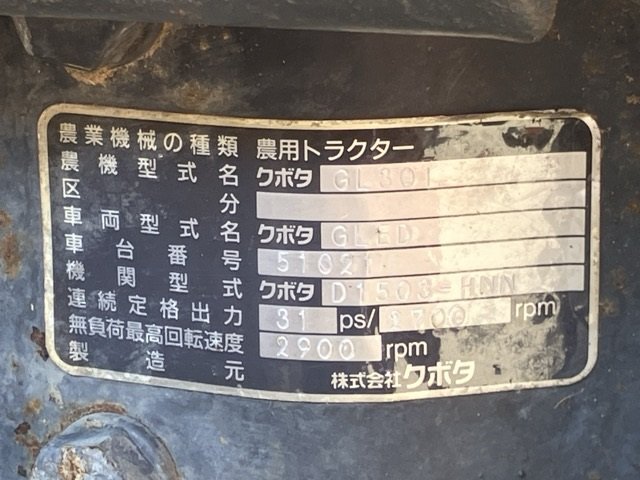 農業機械の種類 農用トラクター
農機型式名 クボタ GL301
区分
車両型式名 クボタ GLED
車台番号 51021
機関型式 クボタ D1503-HNN
連続定格出力 31 ps/2700 rpm
無負荷最高回転速度 2900 rpm
製造元 株式会社クボタ